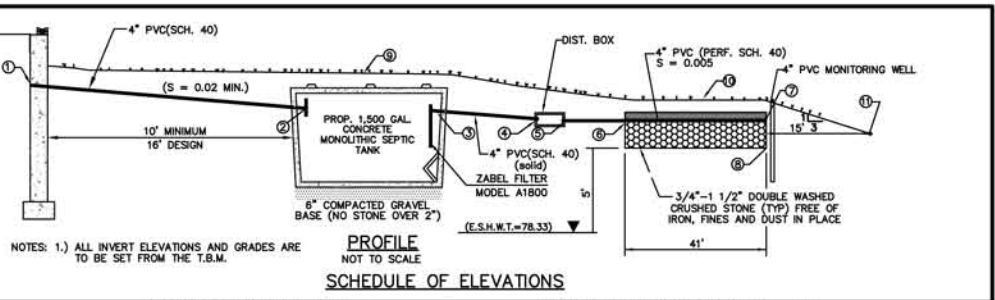 4" PVC(SCH. 40)
DIST. BOX
4" PVC (PERF. SCH. 40)
S = 0.005
4" PVC MONITORING WELL
1
(S = 0.02 MIN.)
9
10
7
11
2
PROP. 1,500 GAL.
CONCRETE
MONOLITHIC SEPTIC
TANK
3
4
5
6
1
3
15'
10' MINIMUM
16' DESIGN
4" PVC(SCH. 40)
(solid)
8
ZABEL FILTER
MODEL A1800
5'
6" COMPACTED GRAVEL
BASE (NO STONE OVER 2")
3/4"-1 1/2" DOUBLE WASHED
CRUSHED STONE (TYP) FREE OF
IRON, FINES AND DUST IN PLACE
(E.S.H.W.T.=78.33)
41'
NOTES: 1.) ALL INVERT ELEVATIONS AND GRADES ARE
TO BE SET FROM THE T.B.M.
PROFILE
NOT TO SCALE
SCHEDULE OF ELEVATIONS